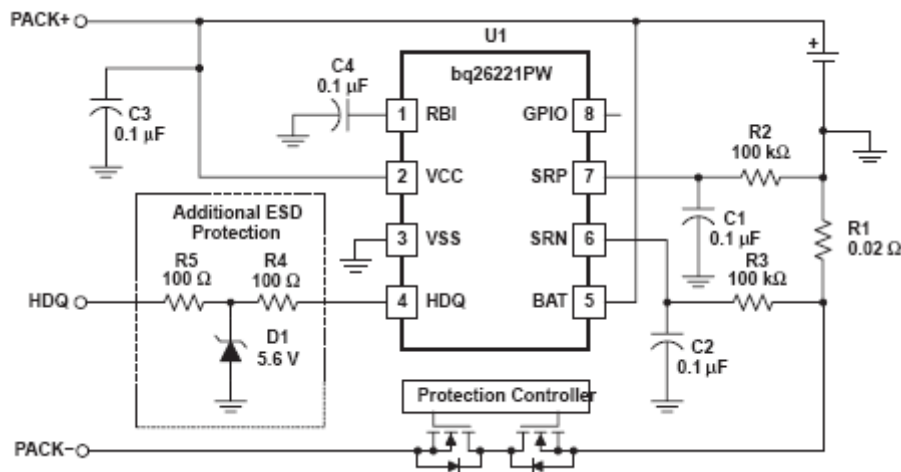 PACK+
U1
bq26221PW
C4
0.1 µF
C3
0.1 µF
1
RBI
GPIO
8
R2
100 kΩ
+
2
VCC
SRP
7
Additional ESD
Protection
C1
0.1 µF
R1
0.02 Ω
3
VSS
SRN
6
R5
100 Ω
R4
100 Ω
R3
100 kΩ
HDQ
4
HDQ
BAT
5
D1
5.6 V
C2
0.1 µF
Protection Controller
PACK−